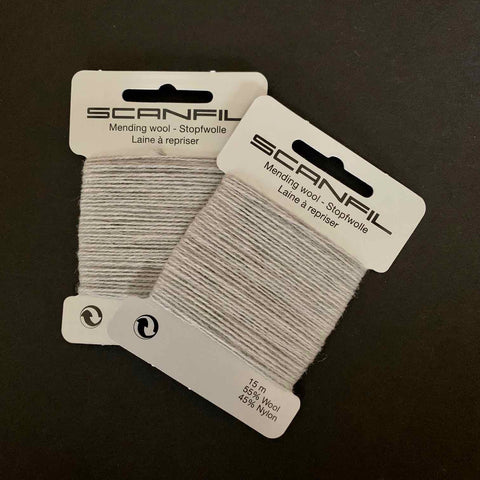 SCANFIL
Mending wool - Stopfwolle
Laine à repriser
SCANFIL
Mending wool - Stopfwolle
Laine à repriser
15 m
55% Wool
45% Nylon